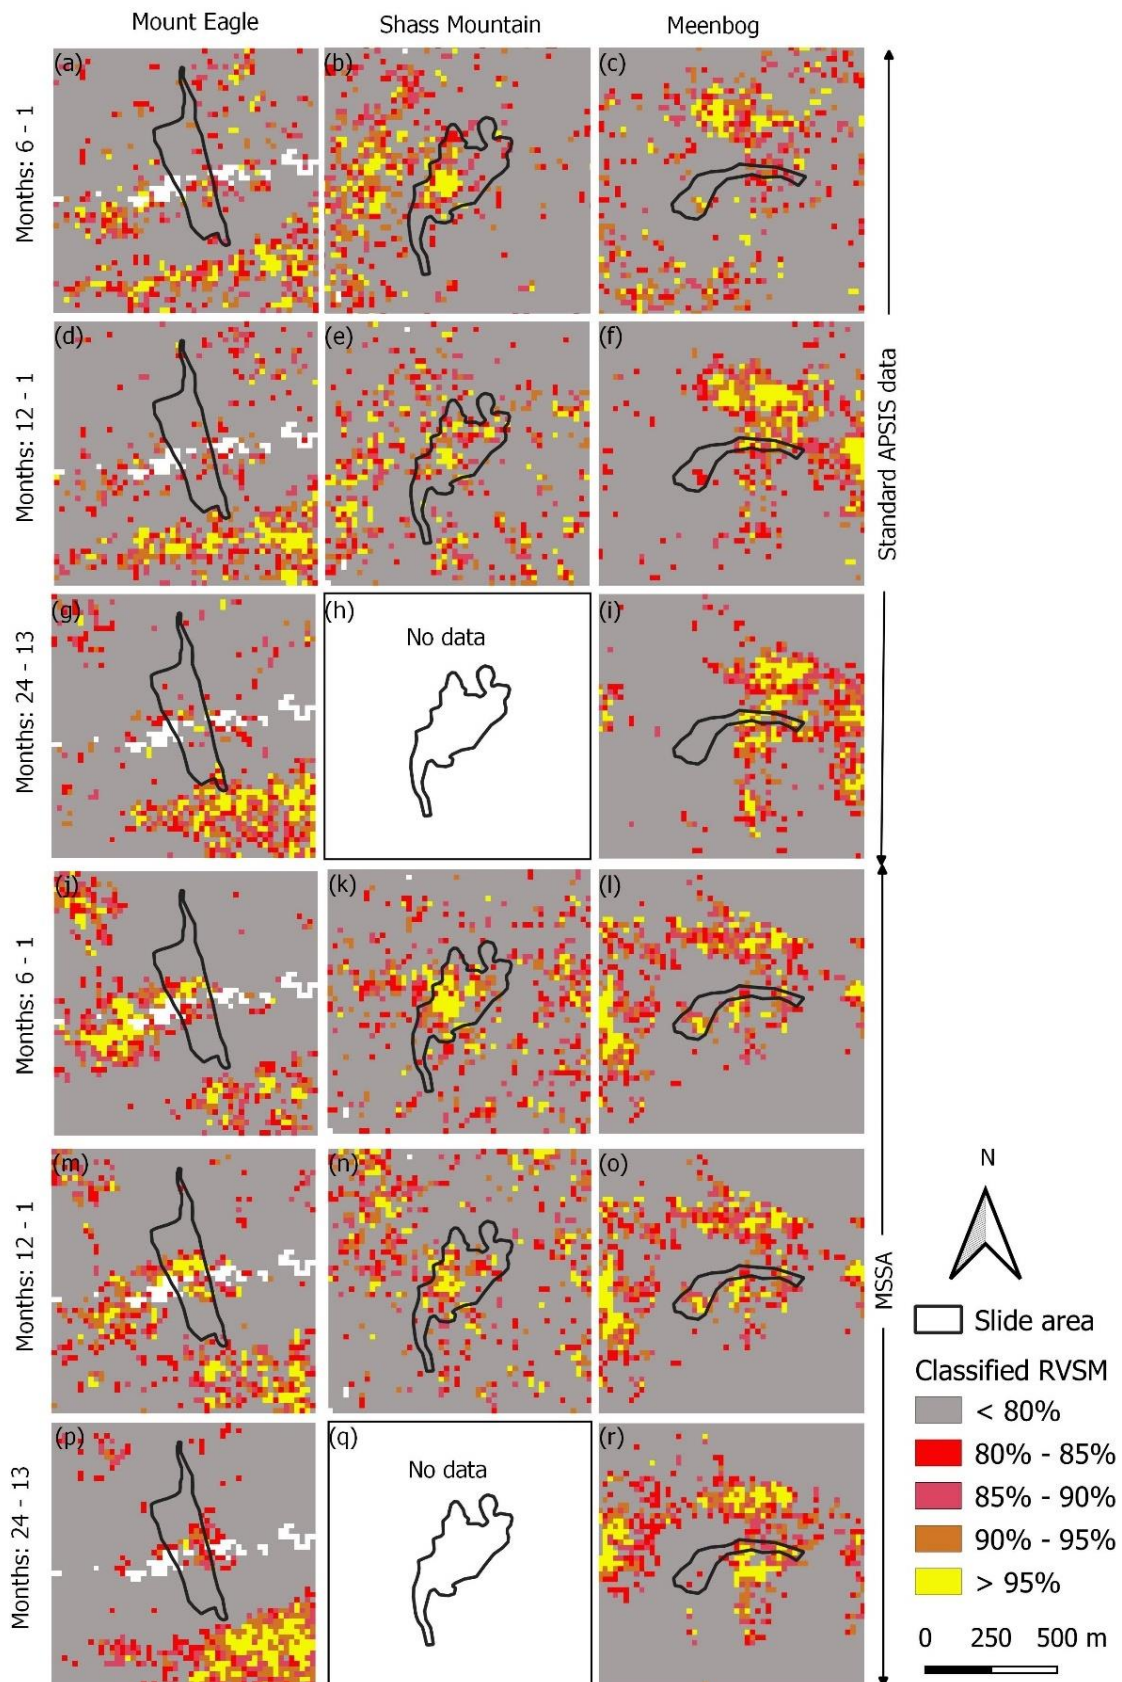 Mount Eagle
Shass Mountain
Meenbog
Months: 6 - 1
(a)
(b)
(c)
Months: 12 - 1
(d)
(e)
(f)
Standard APSIS data
Months: 24 - 13
(g)
(h)
No data
(i)
Months: 6 - 1
(j)
(k)
(l)
Months: 12 - 1
(m)
(n)
(o)
MSSA
Months: 24 - 13
(p)
(q)
No data
(r)
N
Slide area
Classified RVSM
< 80%
80% - 85%
85% - 90%
90% - 95%
> 95%
0 250 500 m